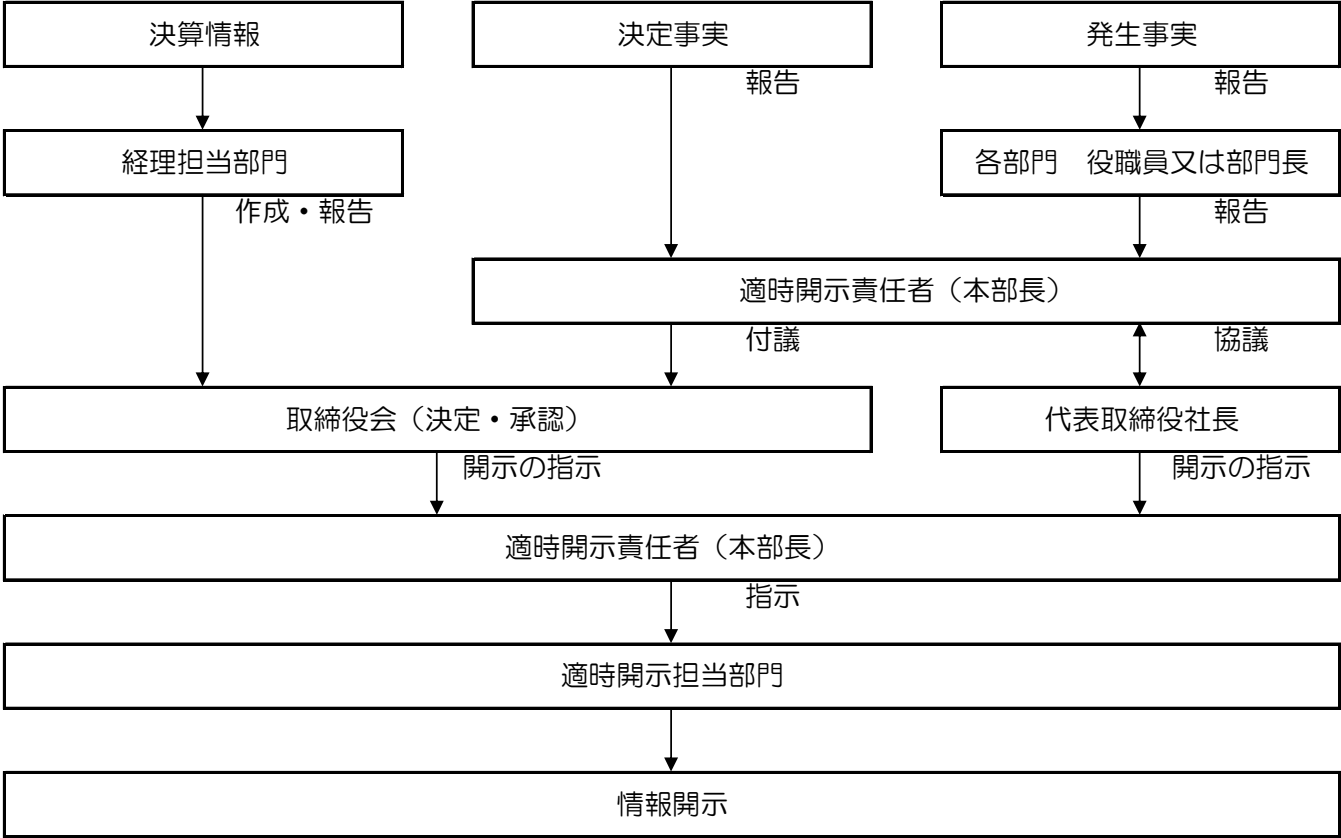 決算情報
決定事実
発生事実
報告
報告
経理担当部門
各部門　役職員又は部門長
作成・報告
報告
適時開示責任者（本部長）
付議
協議
取締役会（決定・承認）
代表取締役社長
開示の指示
開示の指示
適時開示責任者（本部長）
指示
適時開示担当部門
情報開示